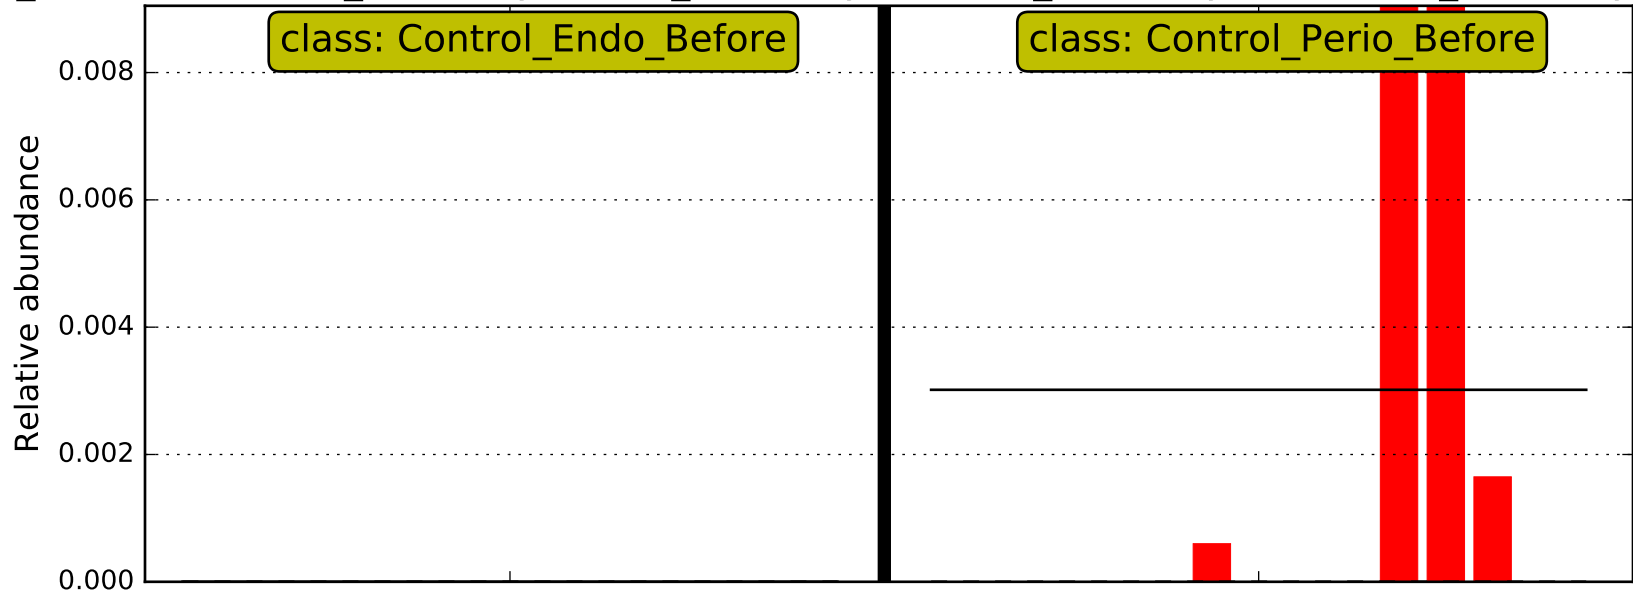 class: Control_Endo_Before
class: Control_Perio_Before
Relative abundance
0.008
0.006
0.004
0.002
0.000